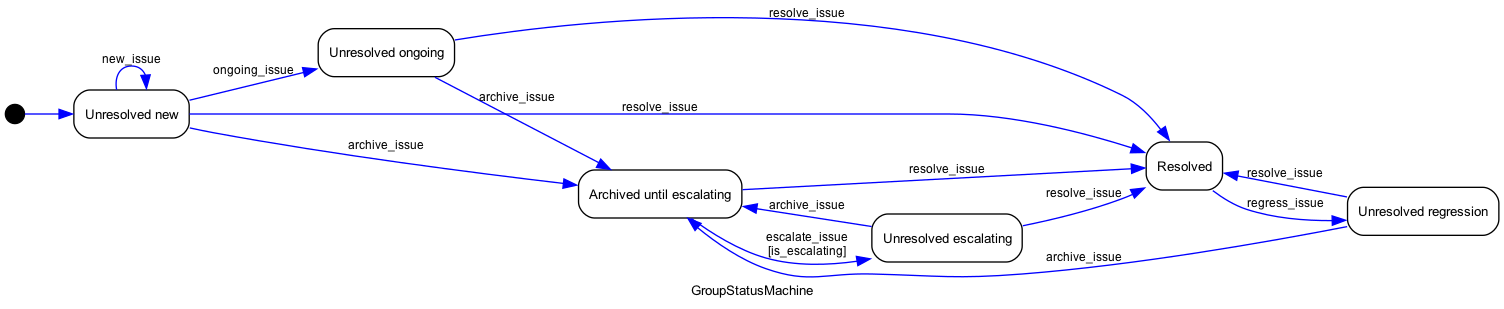 resolve_issue
Unresolved ongoing
new_issue
ongoing_issue
archive_issue
resolve_issue
Unresolved new
archive_issue
Resolved
resolve_issue
resolve_issue
Archived until escalating
resolve_issue
archive_issue
regress_issue
Unresolved regression
escalate_issue
[is_escalating]
Unresolved escalating
archive_issue
GroupStatusMachine